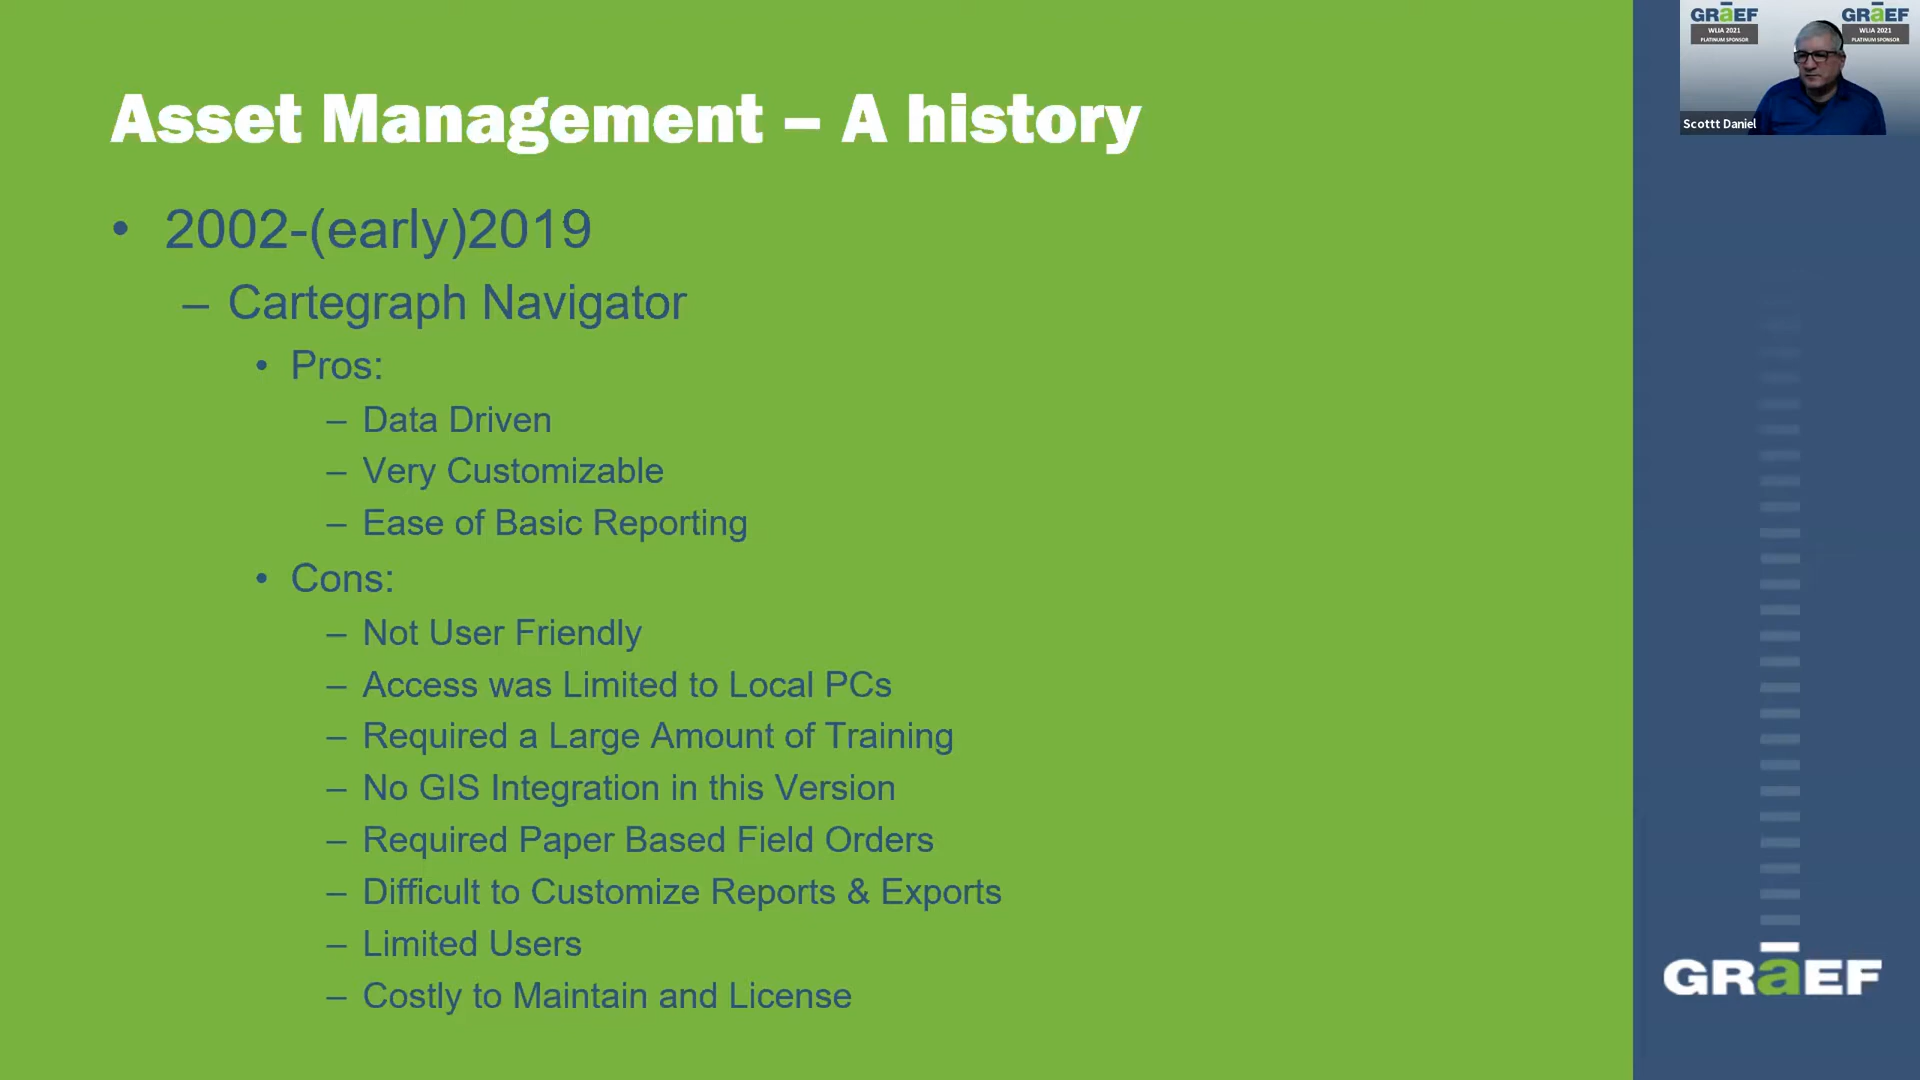 Asset Management – A history
• 2002-(early)2019
– Cartegraph Navigator
• Pros:
– Data Driven
– Very Customizable
– Ease of Basic Reporting
• Cons:
– Not User Friendly
– Access was Limited to Local PCs
– Required a Large Amount of Training
– No GIS Integration in this Version
– Required Paper Based Field Orders
– Difficult to Customize Reports & Exports
– Limited Users
– Costly to Maintain and License
GRāEF
WLIA 2021
PLATINUM SPONSOR
GRāEF
WLIA 2021
PLATINUM SPONSOR
Scottt Daniel
GRāEF